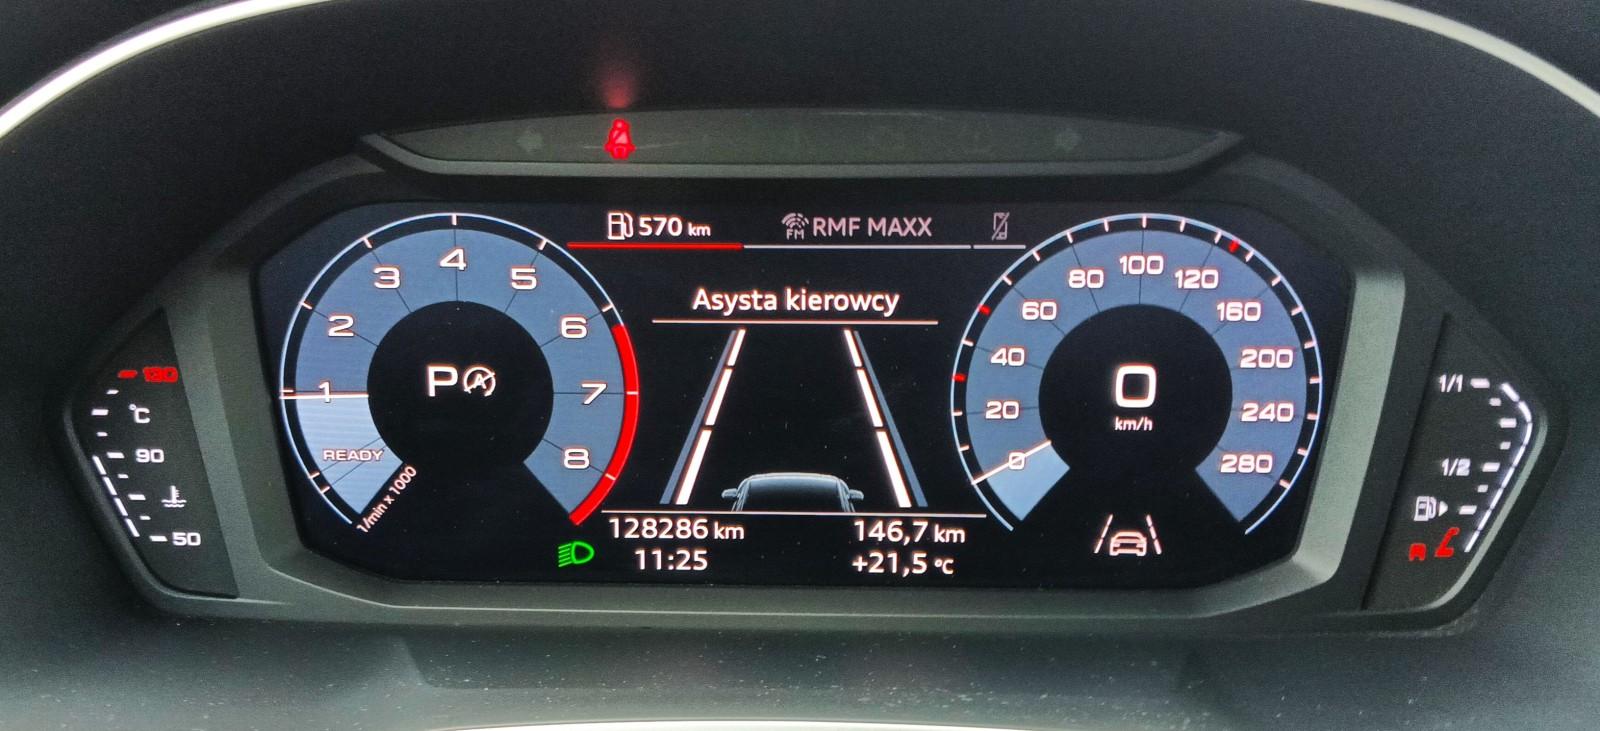 570 km
FM RMF MAXX
Asysta kierowcy
1 2 3 4 5 6 7 8
READY
1/min x 1000
P A
0 20 40 60 80 100 120 160 200 240 280
0
km/h
130
°C
90
50
1/1
1/2
R
128286 km 146,7 km
11:25 +21,5 °C